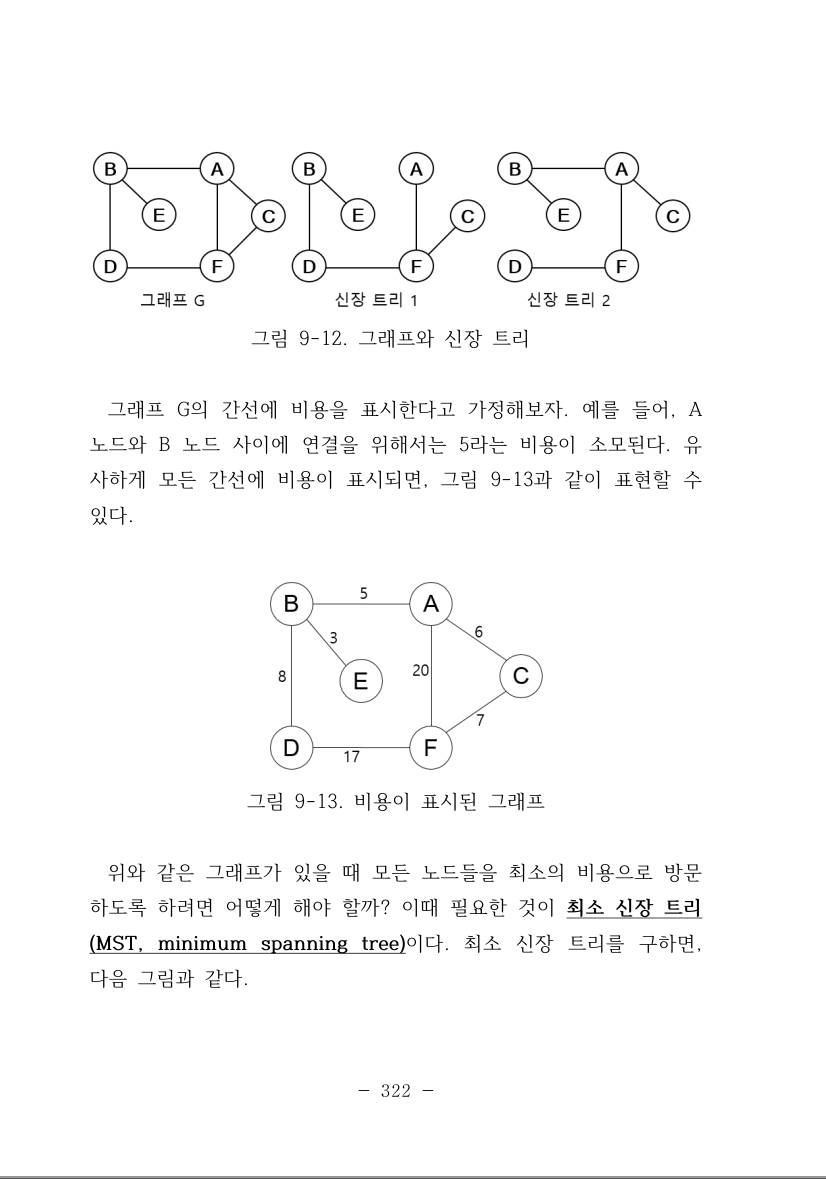 B A B A B A
E C E C E C
D F D F D F
그래프 G 신장 트리 1 신장 트리 2
그림 9-12. 그래프와 신장 트리
그래프 G의 간선에 비용을 표시한다고 가정해보자. 예를 들어, A
노드와 B 노드 사이에 연결을 위해서는 5라는 비용이 소모된다. 유
사하게 모든 간선에 비용이 표시되면, 그림 9-13과 같이 표현할 수
있다.
B 5 A
3 6
8 E 20 C
7
D 17 F
그림 9-13. 비용이 표시된 그래프
위와 같은 그래프가 있을 때 모든 노드들을 최소의 비용으로 방문
하도록 하려면 어떻게 해야 할까? 이때 필요한 것이 최소 신장 트리
(MST, minimum spanning tree)이다. 최소 신장 트리를 구하면,
다음 그림과 같다.
- 322 -